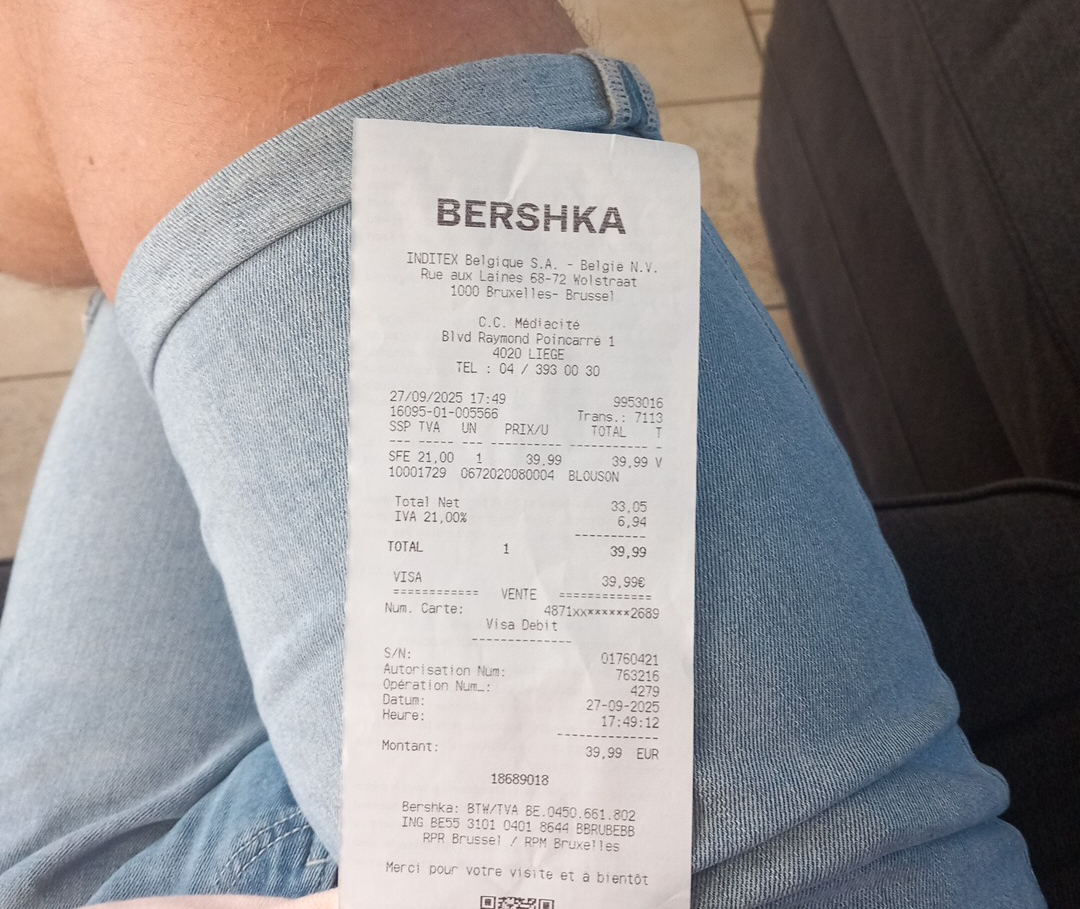 BERSHKA
INDITEX Belgique S.A. - België N.V.
Rue aux Laines 68-72 Wolstraat
1000 Bruxelles- Brussel
C.C. Médiacité
Blvd Raymond Poincarré 1
4020 LIEGE
TEL : 04 / 393 00 30
27/09/2025 17:49 9953016
16095-01-005566 Trans.: 7113
SSP TVA UN PRIX/U TOTAL T
--- ----- --- ---------- ----------- -
SFE 21,00 1 39,99 39,99 V
10001729 0672020080004 BLOUSON
Total Net 33,05
IVA 21,00% 6,94
----------
TOTAL 1 39,99
VISA 39,99€
============ VENTE =============
Num. Carte: 4871xx******2689
Visa Debit
--------------
S/N: 01760421
Autorisation Num: 763216
Opération Num_: 4279
Datum: 27-09-2025
Heure: 17:49:12
--------------
Montant: 39,99 EUR
18689018
Bershka: BTW/TVA BE.0450.661.802
ING BE55 3101 0401 8644 BBRUBEBB
RPR Brussel / RPM Bruxelles
Merci pour votre visite et à bientôt